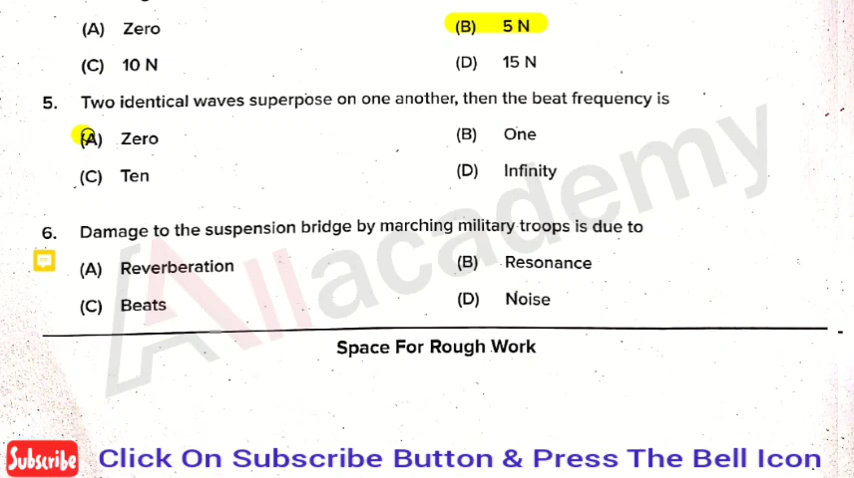 (A) Zero (B) 5 N
(C) 10 N (D) 15 N
5. Two identical waves superpose on one another, then the beat frequency is
(A) Zero (B) One
(C) Ten (D) Infinity
6. Damage to the suspension bridge by marching military troops is due to
(A) Reverberation (B) Resonance
(C) Beats (D) Noise
Space For Rough Work
Allacademy
Subscribe Click On Subscribe Button & Press The Bell Icon